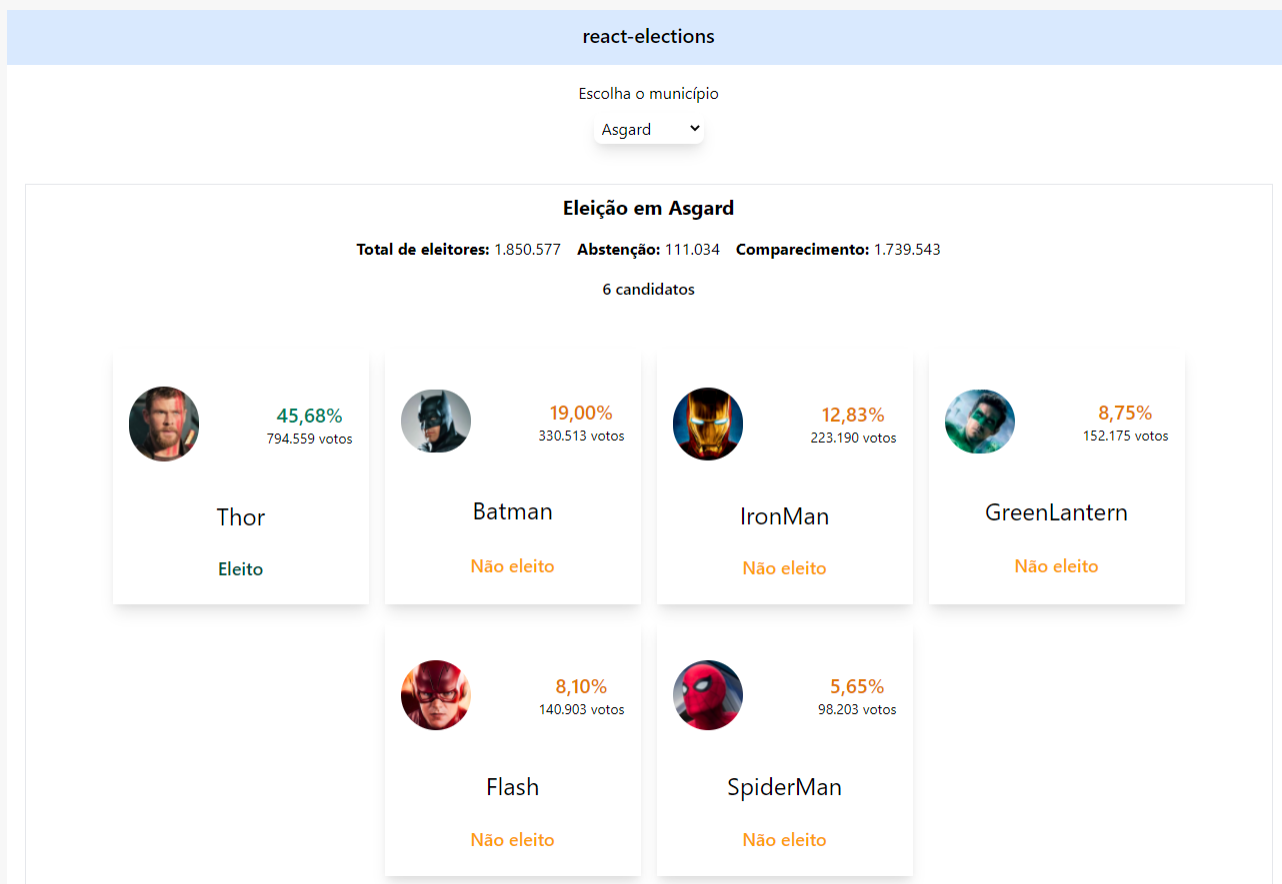 react-elections
Escolha o município
Asgard
Eleição em Asgard
Total de eleitores: 1.850.577 Abstenção: 111.034 Comparecimento: 1.739.543
6 candidatos
45,68%
794.559 votos
Thor
Eleito
19,00%
330.513 votos
Batman
Não eleito
12,83%
223.190 votos
IronMan
Não eleito
8,75%
152.175 votos
GreenLantern
Não eleito
8,10%
140.903 votos
Flash
Não eleito
5,65%
98.203 votos
SpiderMan
Não eleito